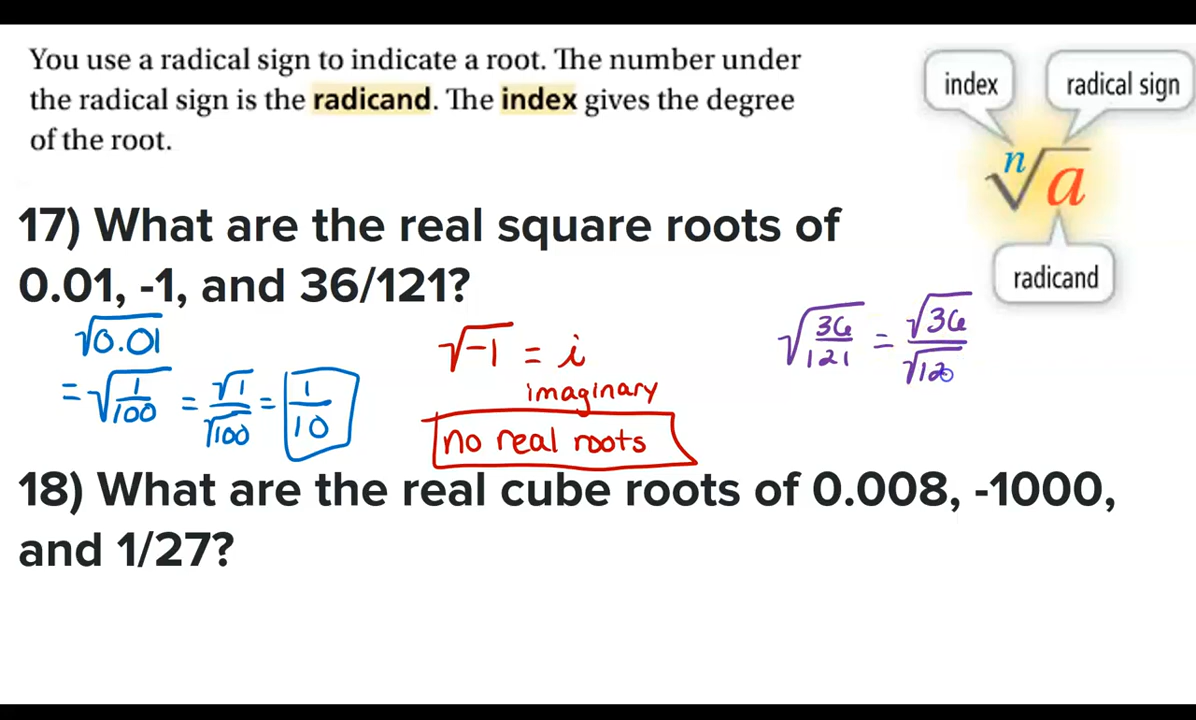 You use a radical sign to indicate a root. The number under
the radical sign is the radicand. The index gives the degree
of the root.
index
radical sign
n√a
radicand
17) What are the real square roots of
0.01, -1, and 36/121?
√0.01
= √1/100 = √1/√100 = 1/10
√-1 = i
imaginary
no real roots
√36/121 = √36/√12
18) What are the real cube roots of 0.008, -1000,
and 1/27?